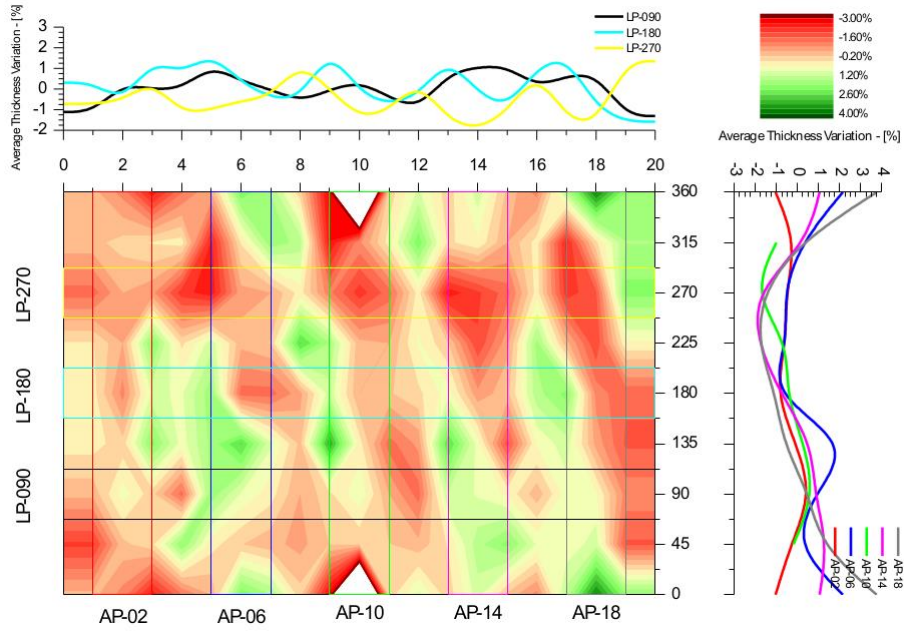 Average Thickness Variation - [%]
3
2
1
0
-1
-2
LP-090
LP-180
LP-270
0 2 4 6 8 10 12 14 16 18 20
-3.00%
-1.60%
-0.20%
1.20%
2.60%
4.00%
Average Thickness Variation - [%]
-3 -2 -1 0 1 2 3 4
LP-270
LP-180
LP-090
360
315
270
225
180
135
90
45
0
AP-02 AP-06 AP-10 AP-14 AP-18
AP-02
AP-06
AP-10
AP-14
AP-18